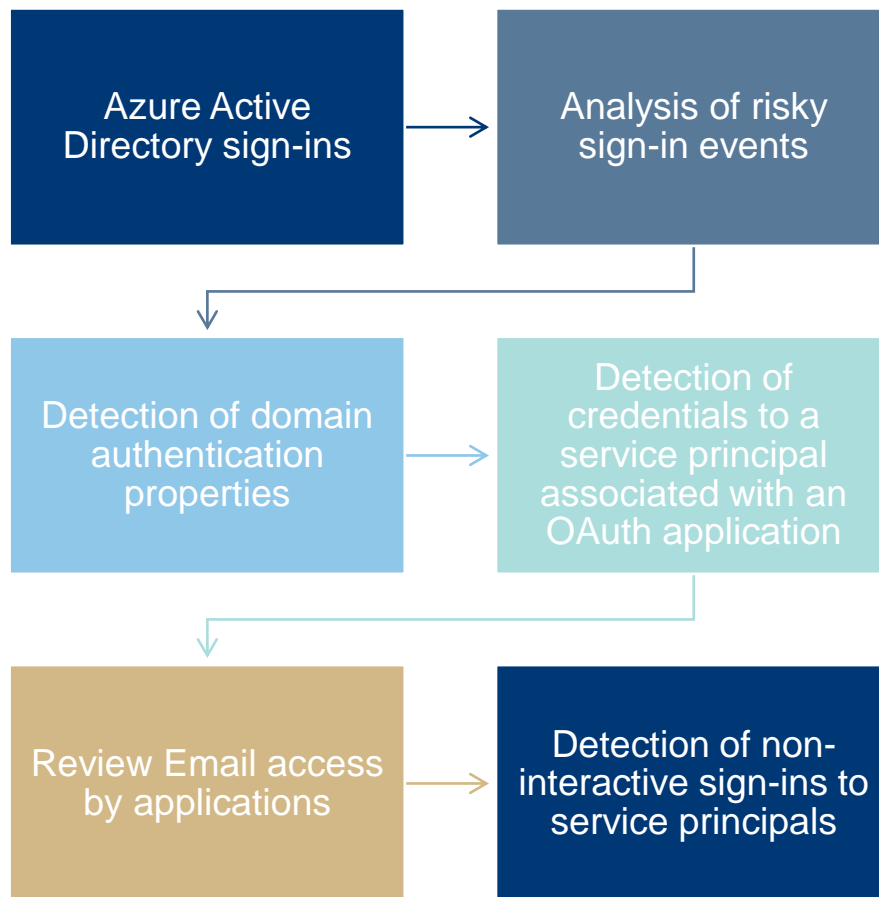 Azure Active
Directory sign-ins
Analysis of risky
sign-in events
Detection of domain
authentication
properties
Detection of
credentials to a
service principal
associated with an
OAuth application
Review Email access
by applications
Detection of non-
interactive sign-ins to
service principals